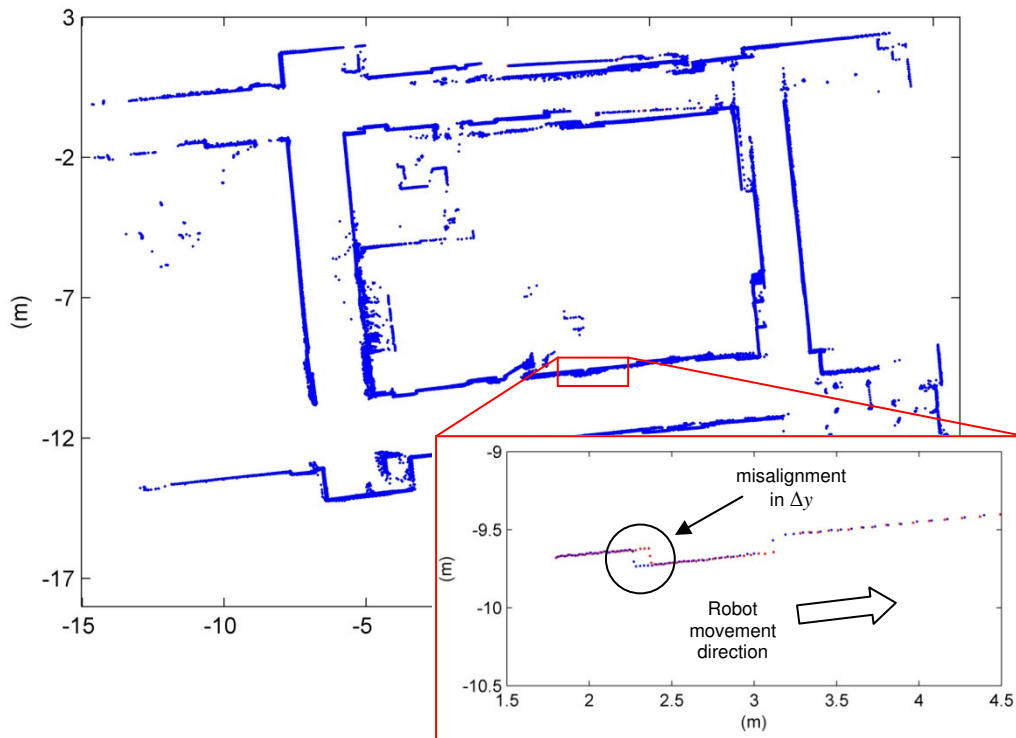 3
-2
-7
-12
-17
(m)
-15
-10
-5
-9
-9.5
-10
-10.5
(m)
misalignment
in Δy
Robot
movement
direction
1.5
2
2.5
3
3.5
4
4.5
(m)